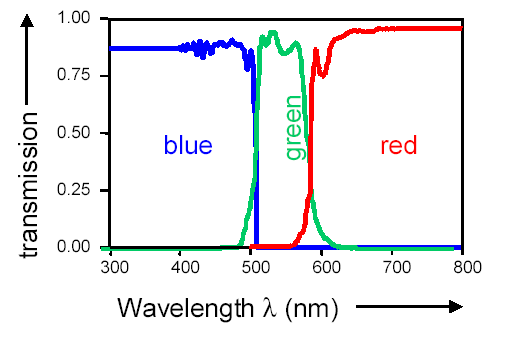 1.00
0.75
0.50
0.25
0.00
transmission
blue
green
red
300 400 500 600 700 800
Wavelength λ (nm)